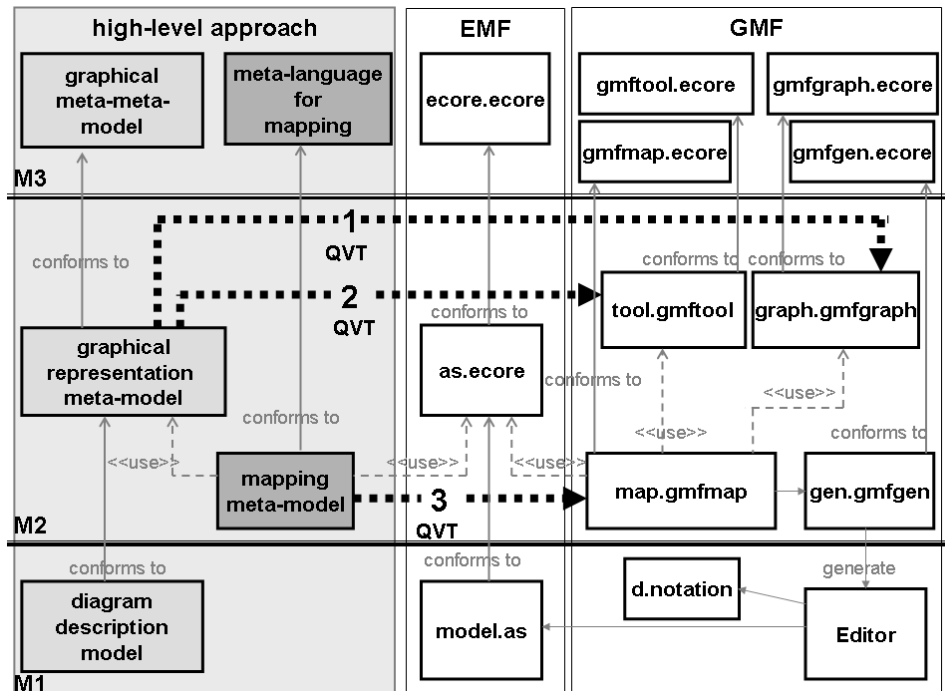 high-level approach
EMF
GMF
graphical
meta-meta-
model
meta-language
for
mapping
ecore.ecore
gmftool.ecore
gmfgraph.ecore
gmfmap.ecore
gmfgen.ecore
M3
1
QVT
conforms to
conforms to
conforms to
2
QVT
tool.gmftool
graph.gmfgraph
conforms to
graphical
representation
meta-model
as.ecore
conforms to
<<use>>
conforms to
<<use>>
conforms to
<<use>>
<<use>>
<<use>>
mapping
meta-model
3
QVT
map.gmfmap
gen.gmfgen
M2
conforms to
conforms to
generate
diagram
description
model
model.as
d.notation
Editor
M1